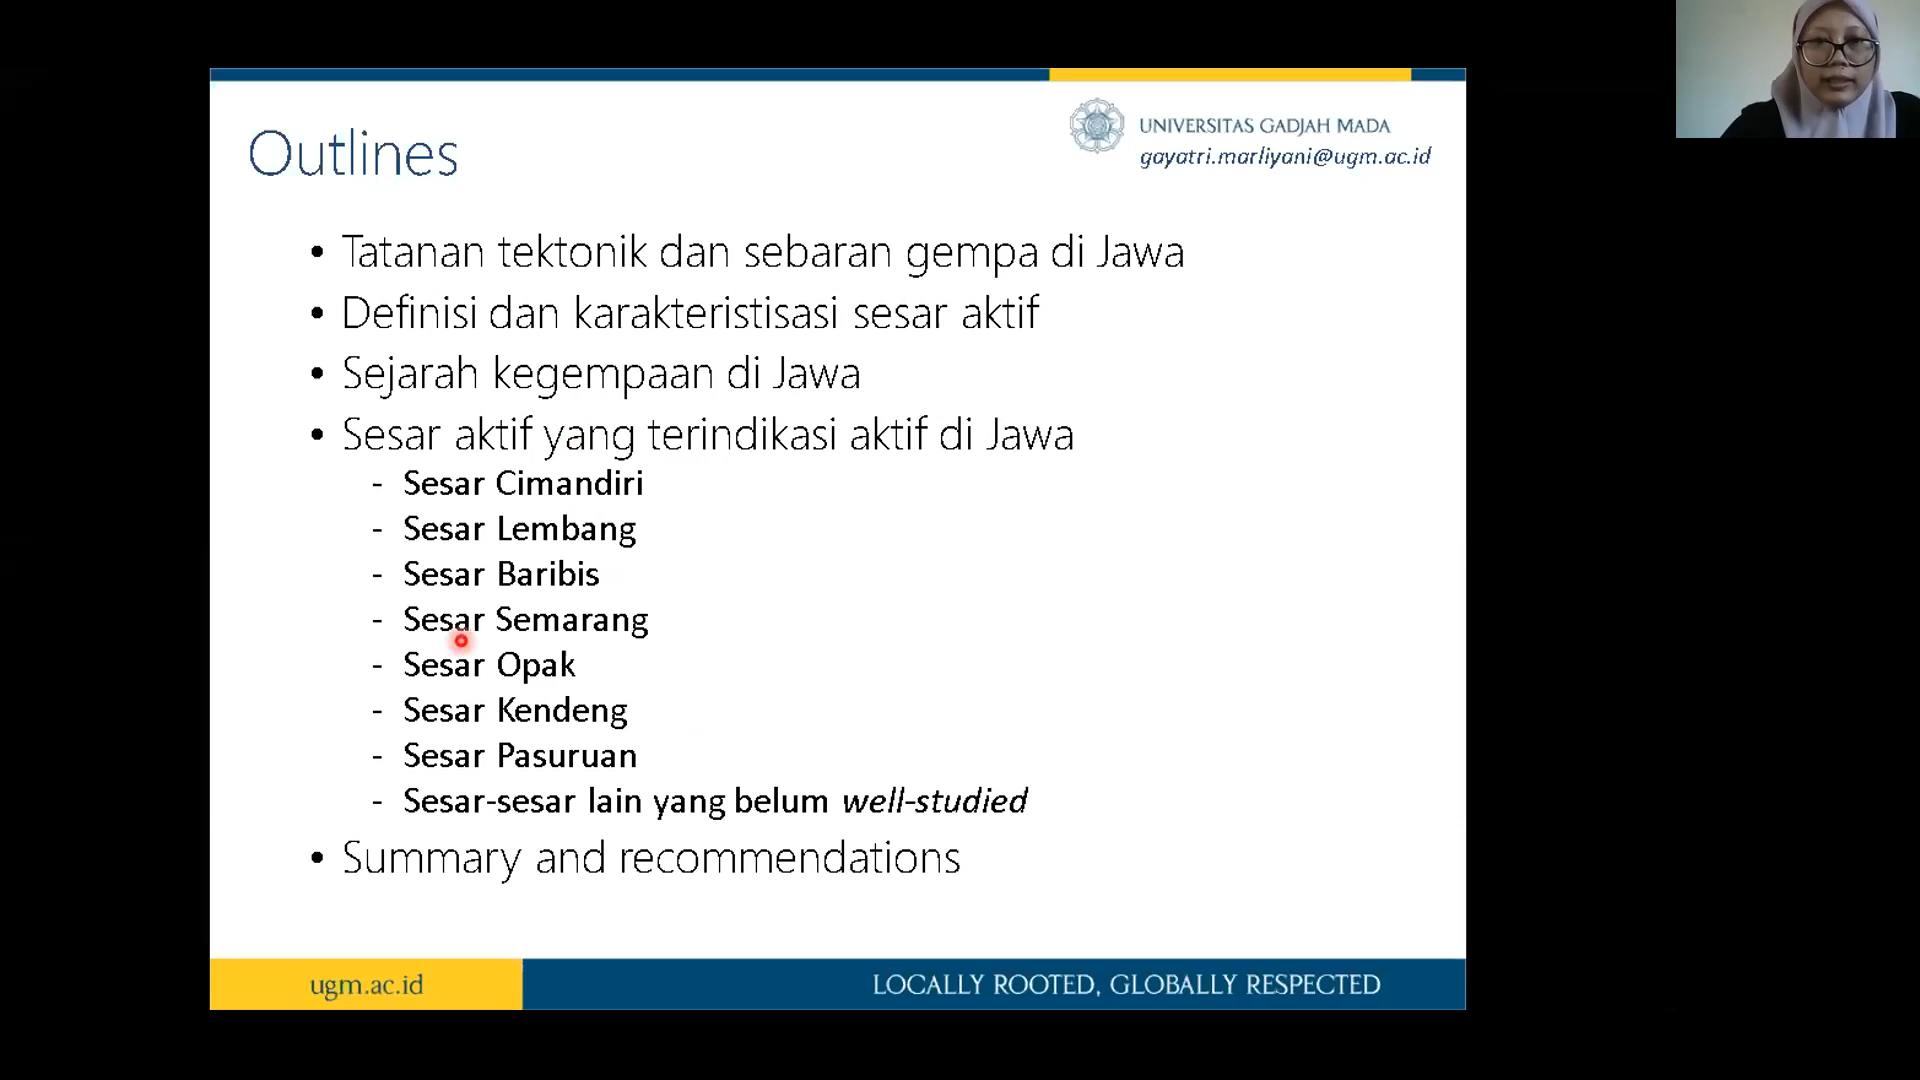 Outlines
UNIVERSITAS GADJAH MADA
gayatri.marliyani@ugm.ac.id
• Tatanan tektonik dan sebaran gempa di Jawa
• Definisi dan karakteristisasi sesar aktif
• Sejarah kegempaan di Jawa
• Sesar aktif yang terindikasi aktif di Jawa
- Sesar Cimandiri
- Sesar Lembang
- Sesar Baribis
- Sesar Semarang
- Sesar Opak
- Sesar Kendeng
- Sesar Pasuruan
- Sesar-sesar lain yang belum well-studied
• Summary and recommendations
ugm.ac.id
LOCALLY ROOTED, GLOBALLY RESPECTED